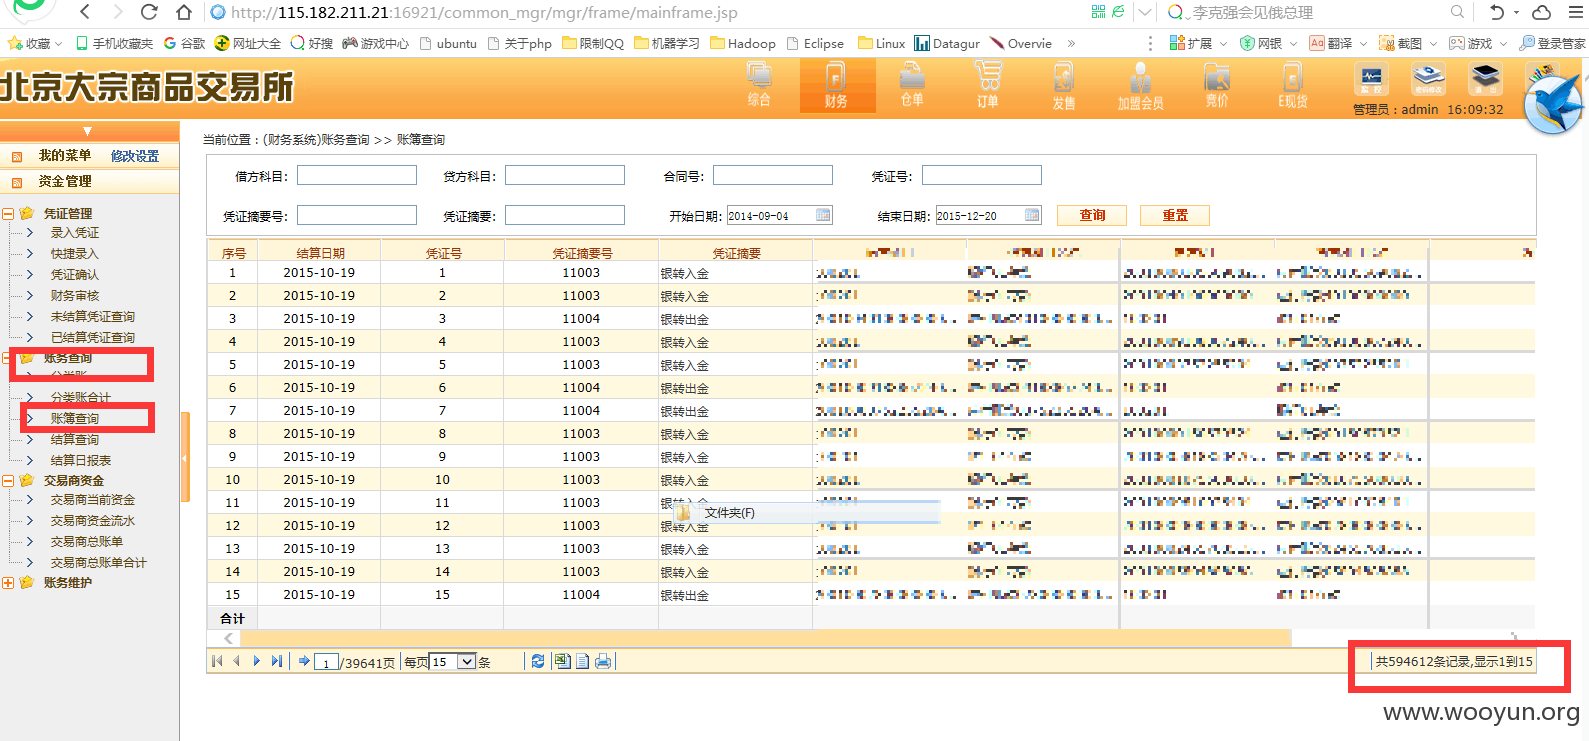 http://115.182.211.21:16921/common_mgr/mgr/frame/mainframe.jsp 李克强会见俄总理
收藏 手机收藏夹 谷歌 网址大全 好搜 游戏中心 ubuntu 关于php 限制QQ 机器学习 Hadoop Eclipse Linux Datagur Overvie » 扩展 网银 翻译 截图 游戏 登录管家
北京大宗商品交易所
综合 财务 仓单 订单 发售 加盟会员 竞价 E现货 监控 密码修改 退出
管理员：admin 16:09:32
我的菜单 修改设置
资金管理
凭证管理
录入凭证
快捷录入
凭证确认
财务审核
未结算凭证查询
已结算凭证查询
账务查询
分类账
分类账合计
账簿查询
结算查询
结算日报表
交易商资金
交易商当前资金
交易商资金流水
交易商总账单
交易商总账单合计
账务维护
当前位置：(财务系统)账务查询 >> 账簿查询
借方科目: 贷方科目: 合同号: 凭证号:
凭证摘要号: 凭证摘要: 开始日期: 2014-09-04 结束日期: 2015-12-20 查询 重置
序号 结算日期 凭证号 凭证摘要号 凭证摘要
1 2015-10-19 1 11003 银转入金
2 2015-10-19 2 11003 银转入金
3 2015-10-19 3 11004 银转出金
4 2015-10-19 4 11003 银转入金
5 2015-10-19 5 11003 银转入金
6 2015-10-19 6 11004 银转出金
7 2015-10-19 7 11004 银转出金
8 2015-10-19 8 11003 银转入金
9 2015-10-19 9 11003 银转入金
10 2015-10-19 10 11003 银转入金
11 2015-10-19 11 11003 银转入金
文件夹(F)
12 2015-10-19 12 11003 银转入金
13 2015-10-19 13 11003 银转入金
14 2015-10-19 14 11003 银转入金
15 2015-10-19 15 11004 银转出金
合计
1 /39641页 每页 15 条 共594612条记录,显示1到15
www.wooyun.org